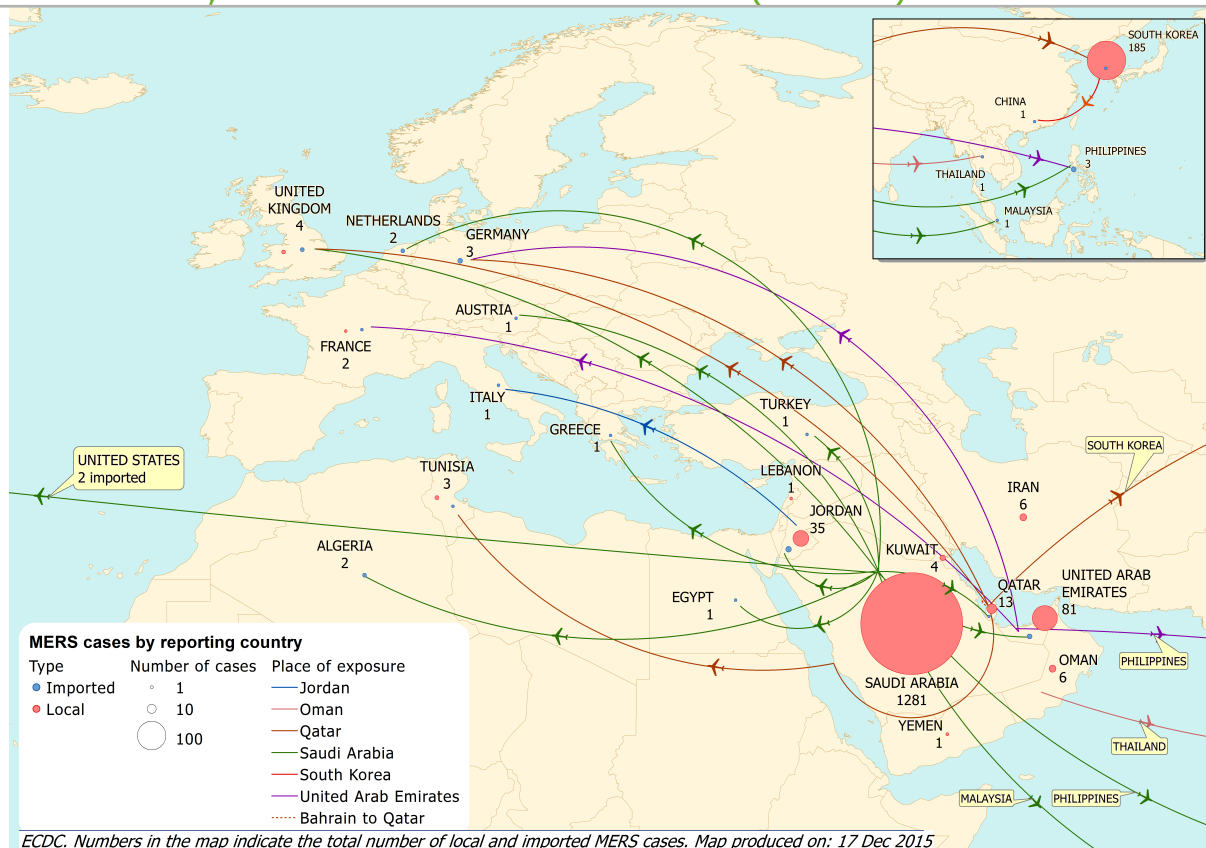 SOUTH KOREA
185
CHINA
1
PHILIPPINES
3
THAILAND
1
MALAYSIA
1
UNITED
KINGDOM
4
NETHERLANDS
2
GERMANY
3
AUSTRIA
1
FRANCE
2
ITALY
1
GREECE
1
TURKEY
1
LEBANON
1
SOUTH KOREA
UNITED STATES
2 imported
TUNISIA
3
JORDAN
35
IRAN
6
ALGERIA
2
KUWAIT
4
EGYPT
1
QATAR
13
UNITED ARAB
EMIRATES
81
PHILIPPINES
OMAN
6
SAUDI ARABIA
1281
YEMEN
1
THAILAND
MALAYSIA
PHILIPPINES
MERS cases by reporting country
Type
Imported
Local
Number of cases
1
10
100
Place of exposure
Jordan
Oman
Qatar
Saudi Arabia
South Korea
United Arab Emirates
Bahrain to Qatar
ECDC. Numbers in the map indicate the total number of local and imported MERS cases. Map produced on: 17 Dec 2015